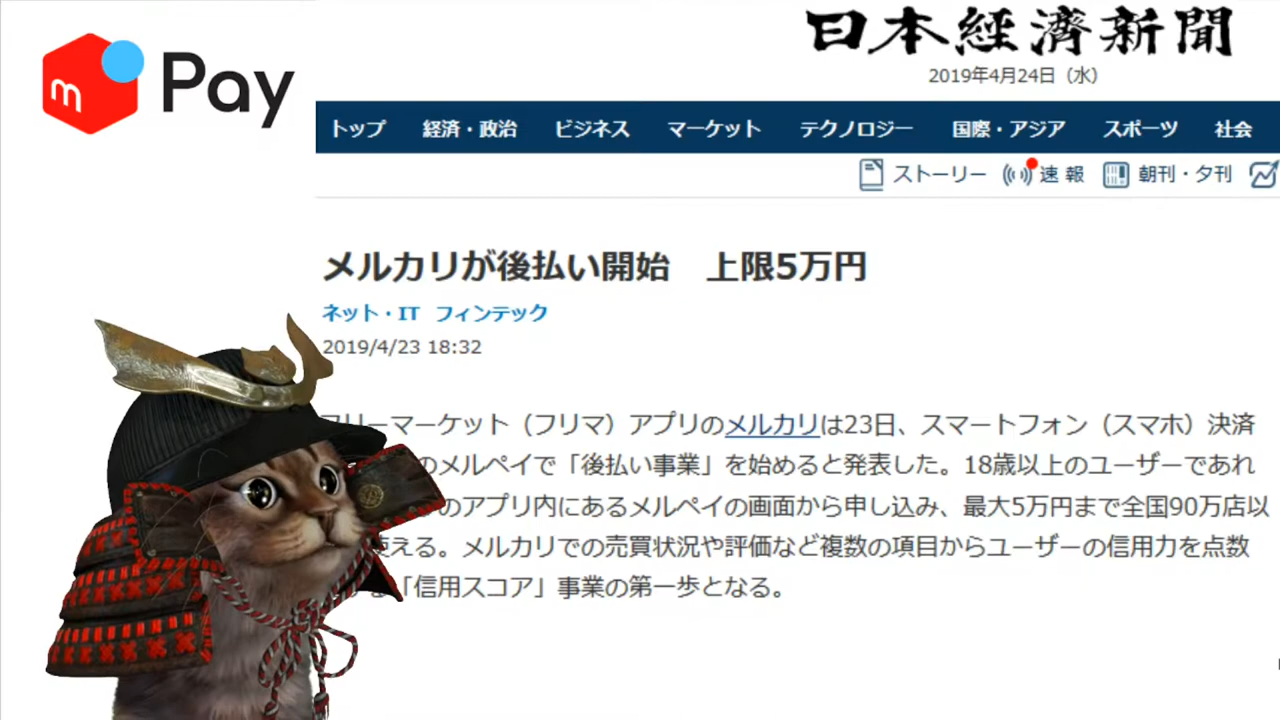 m Pay
日本經濟新聞
2019年4月24日（水）
トップ 経済・政治 ビジネス マーケット テクノロジー 国際・アジア スポーツ 社会
ストーリー 速報 朝刊・夕刊
メルカリが後払い開始 上限5万円
ネット・IT フィンテック
2019/4/23 18:32
フリーマーケット（フリマ）アプリのメルカリは23日、スマートフォン（スマホ）決済
のメルペイで「後払い事業」を始めると発表した。18歳以上のユーザーであれ
のアプリ内にあるメルペイの画面から申し込み、最大5万円まで全国90万店以
使える。メルカリでの売買状況や評価など複数の項目からユーザーの信用力を点数
「信用スコア」事業の第一歩となる。